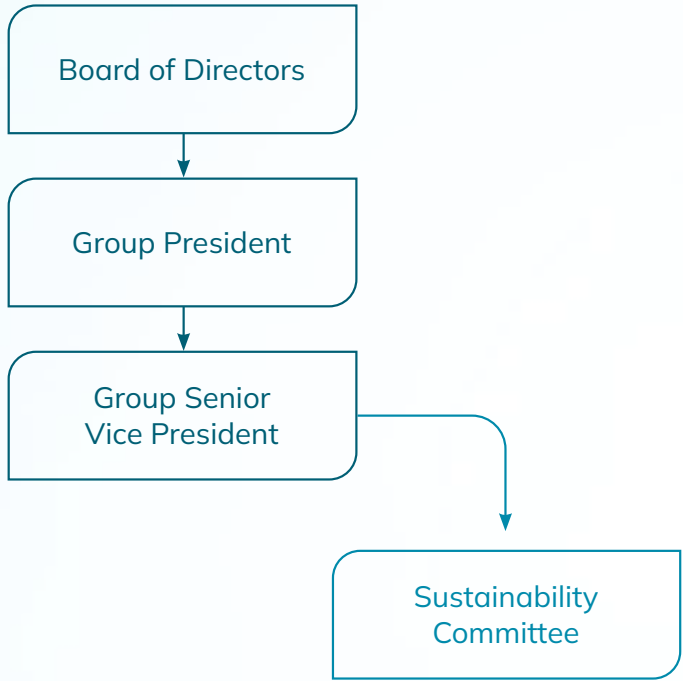 Board of Directors
Group President
Group Senior
Vice President
Sustainability
Committee